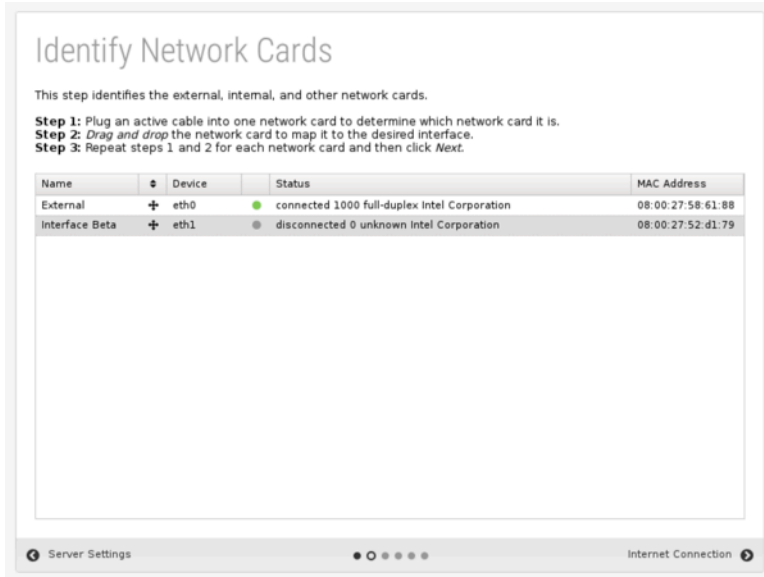 Identify Network Cards
This step identifies the external, internal, and other network cards.
Step 1: Plug an active cable into one network card to determine which network card it is.
Step 2: Drag and drop the network card to map it to the desired interface.
Step 3: Repeat steps 1 and 2 for each network card and then click Next.
Name Device Status MAC Address
External eth0 connected 1000 full-duplex Intel Corporation 08:00:27:58:61:88
Interface Beta eth1 disconnected 0 unknown Intel Corporation 08:00:27:52:d1:79
Server Settings Internet Connection